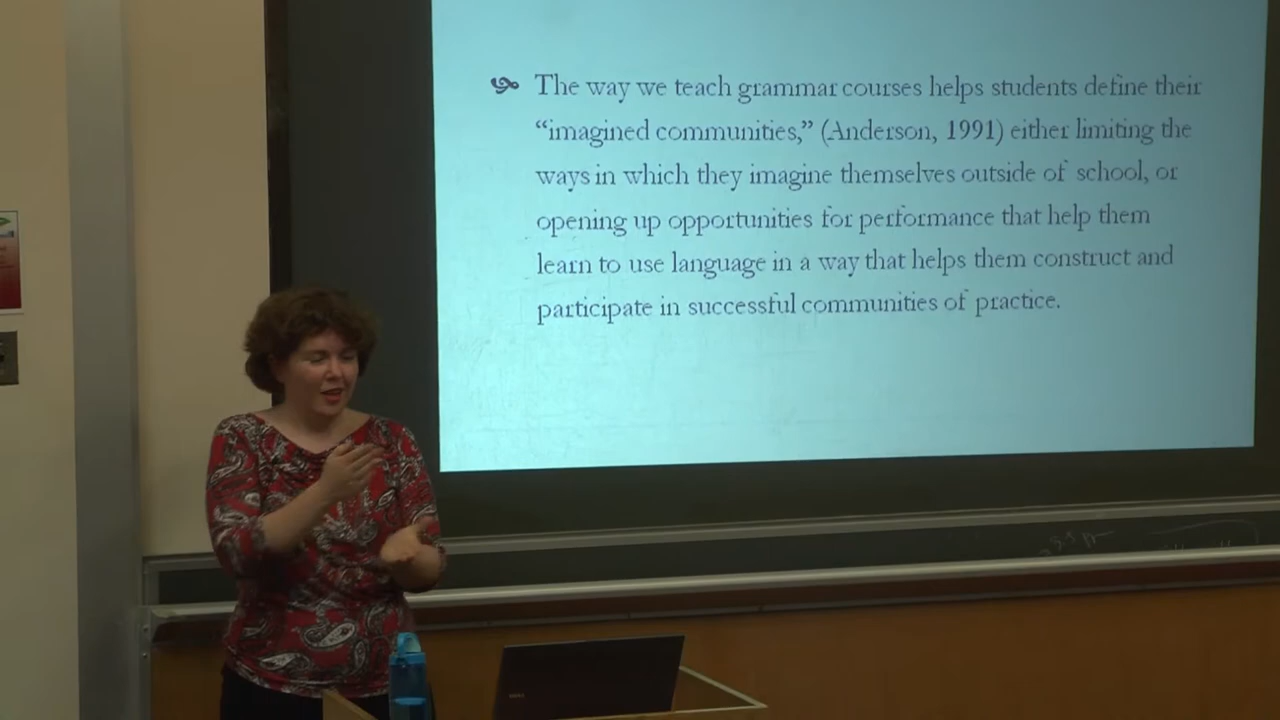 The way we teach grammar courses helps students define their
“imagined communities,” (Anderson, 1991) either limiting the
ways in which they imagine themselves outside of school, or
opening up opportunities for performance that help them
learn to use language in a way that helps them construct and
participate in successful communities of practice.
DELL